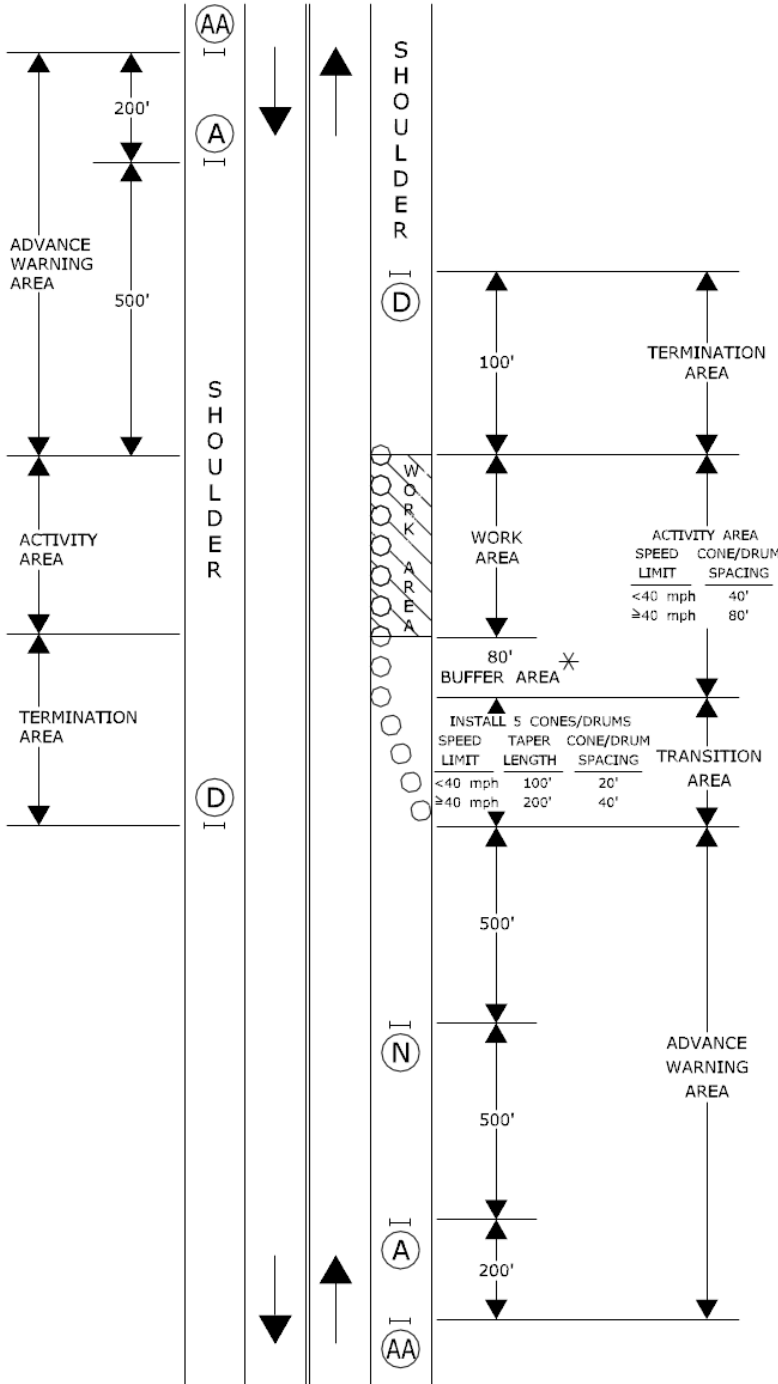 AA
200'
A
ADVANCE
WARNING
AREA
500'
SHOULDER
ACTIVITY
AREA
TERMINATION
AREA
D
SHOULDER
D
100'
TERMINATION
AREA
WORK AREA
WORK
AREA
ACTIVITY AREA
SPEED CONE/DRUM
LIMIT SPACING
<40 mph 40'
≥40 mph 80'
80'
BUFFER AREA *
INSTALL 5 CONES/DRUMS
SPEED TAPER CONE/DRUM
LIMIT LENGTH SPACING
<40 mph 100' 20'
≥40 mph 200' 40'
TRANSITION
AREA
500'
N
500'
ADVANCE
WARNING
AREA
A
200'
AA